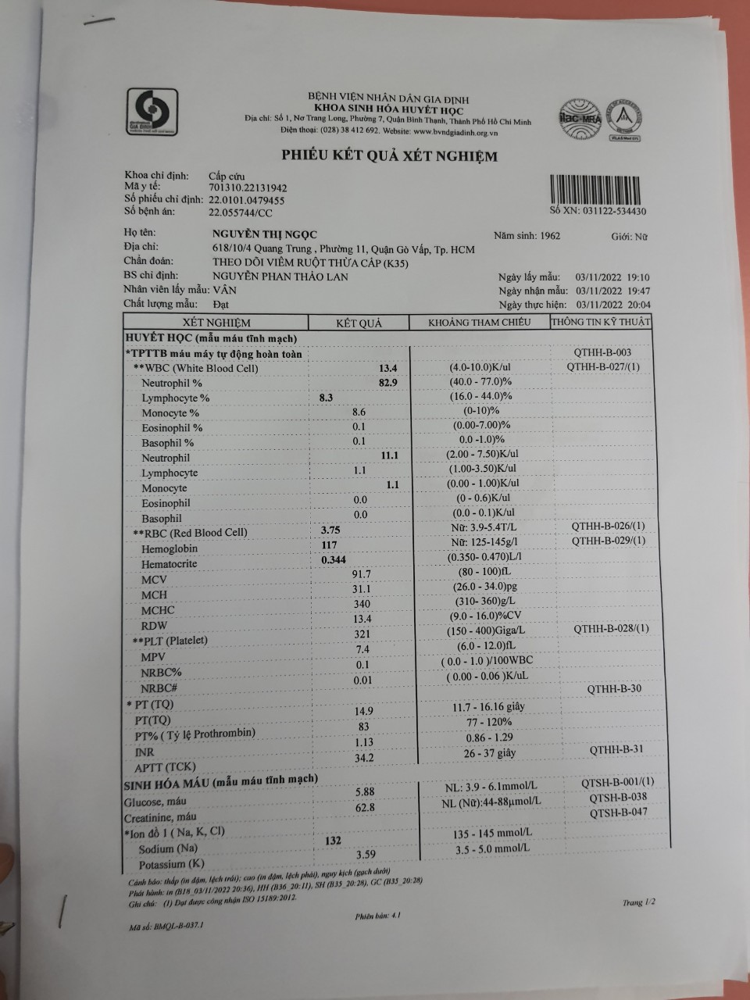 BỆNH VIỆN NHÂN DÂN GIA ĐỊNH
KHOA SINH HÓA HUYẾT HỌC
Địa chỉ: Số 1, Nơ Trang Long, Phường 7, Quận Bình Thạnh, Thành Phố Hồ Chí Minh
Điện thoại: (028) 38 412 692. Website: www.bvndgiadinh.org.vn
GIA ĐỊNH
ilac-MRA
PHIẾU KẾT QUẢ XÉT NGHIỆM
Khoa chỉ định: Cấp cứu
Mã y tế: 701310.22131942
Số phiếu chỉ định: 22.0101.0479455
Số bệnh án: 22.055744/CC
Số XN: 031122-534430
Họ tên: NGUYỄN THỊ NGỌC Năm sinh: 1962 Giới: Nữ
Địa chỉ: 618/10/4 Quang Trung , Phường 11, Quận Gò Vấp, Tp. HCM
Chẩn đoán: THEO DÕI VIÊM RUỘT THỪA CẤP (K35)
BS chỉ định: NGUYỄN PHAN THẢO LAN Ngày lấy mẫu: 03/11/2022 19:10
Nhân viên lấy mẫu: VÂN Ngày nhận mẫu: 03/11/2022 19:47
Chất lượng mẫu: Đạt Ngày thực hiện: 03/11/2022 20:04
XÉT NGHIỆM KẾT QUẢ KHOẢNG THAM CHIẾU THÔNG TIN KỸ THUẬT
HUYẾT HỌC (mẫu máu tĩnh mạch)
*TPTTB máu máy tự động hoàn toàn QTHH-B-003
**WBC (White Blood Cell) 13.4 (4.0-10.0)K/ul QTHH-B-027/(1)
Neutrophil % 82.9 (40.0 - 77.0)%
Lymphocyte % 8.3 (16.0 - 44.0)%
Monocyte % 8.6 (0-10)%
Eosinophil % 0.1 (0.00-7.00)%
Basophil % 0.1 0.0 -1.0)%
Neutrophil 11.1 (2.00 - 7.50)K/ul
Lymphocyte 1.1 (1.00-3.50)K/ul
Monocyte 1.1 (0.00 - 1.00)K/ul
Eosinophil 0.0 (0 - 0.6)K/ul
Basophil 0.0 (0.0 - 0.1)K/ul
**RBC (Red Blood Cell) 3.75 Nữ: 3.9-5.4T/L QTHH-B-026/(1)
Hemoglobin 117 Nữ: 125-145g/l QTHH-B-029/(1)
Hematocrite 0.344 (0.350- 0.470)L/l
MCV 91.7 (80 - 100)fL
MCH 31.1 (26.0 - 34.0)pg
MCHC 340 (310- 360)g/L
RDW 13.4 (9.0 - 16.0)%CV
**PLT (Platelet) 321 (150 - 400)Giga/L QTHH-B-028/(1)
MPV 7.4 (6.0 - 12.0)fL
NRBC% 0.1 ( 0.0 - 1.0 )/100WBC
NRBC# 0.01 ( 0.00 - 0.06 )K/uL
* PT (TQ) QTHH-B-30
PT(TQ) 14.9 11.7 - 16.16 giây
PT% ( Tỷ lệ Prothrombin) 83 77 - 120%
INR 1.13 0.86 - 1.29
APTT (TCK) 34.2 26 - 37 giây QTHH-B-31
SINH HÓA MÁU (mẫu máu tĩnh mạch)
Glucose, máu 5.88 NL: 3.9 - 6.1mmol/L QTSH-B-001/(1)
Creatinine, máu 62.8 NL (Nữ):44-88µmol/L QTSH-B-038
*Ion đồ 1 ( Na, K, Cl) QTSH-B-047
Sodium (Na) 132 135 - 145 mmol/L
Potassium (K) 3.59 3.5 - 5.0 mmol/L
Cảnh báo: thấp (in đậm, lệch trái); cao (in đậm, lệch phải), nguy kịch (gạch dưới)
Phát hành: in (B18_03/11/2022 20:36), HH (B36_20:11), SH (B35_20:28), GC (B35_20:28)
Ghi chú: (1) Đạt được công nhận ISO 15189:2012.
Trang 1/2
Phiên bản: 4.1
Mã số: BMQL-B-037.1